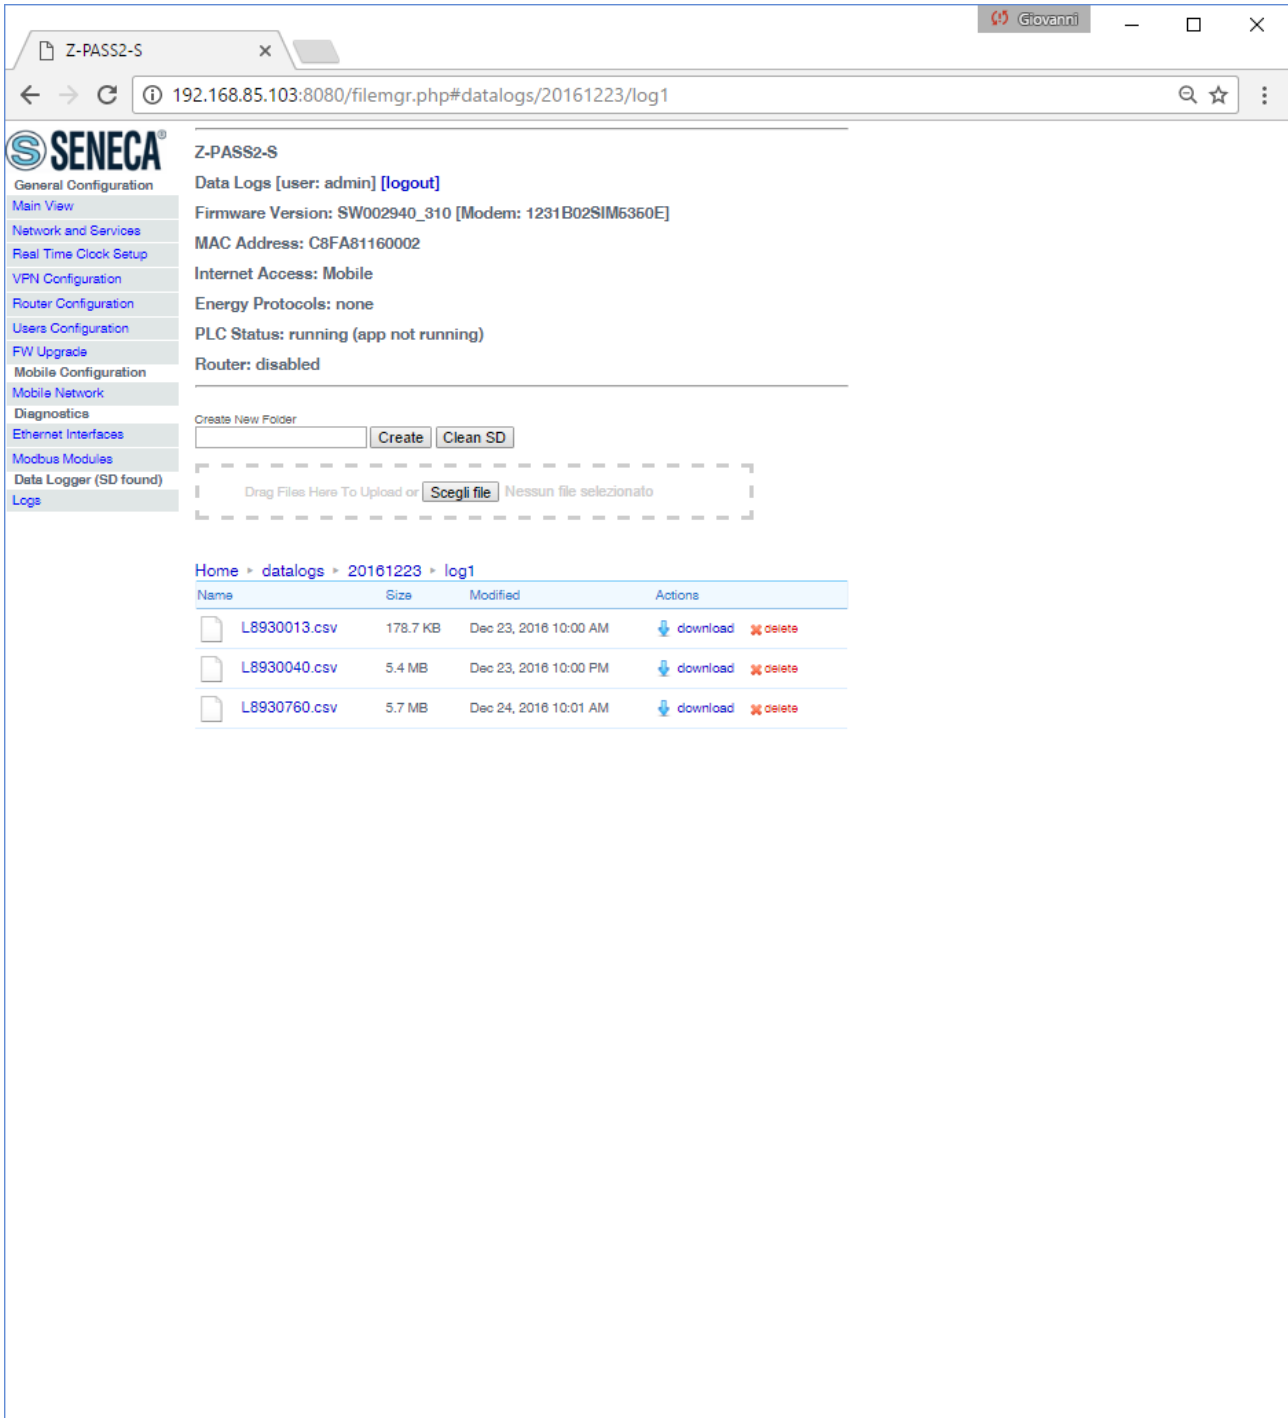 Giovanni
Z-PASS2-S
192.168.85.103:8080/filemgr.php#datalogs/20161223/log1
S SENECA®
General Configuration
Main View
Network and Services
Real Time Clock Setup
VPN Configuration
Router Configuration
Users Configuration
FW Upgrade
Mobile Configuration
Mobile Network
Diagnostics
Ethernet Interfaces
Modbus Modules
Data Logger (SD found)
Logs
Z-PASS2-S
Data Logs [user: admin] [logout]
Firmware Version: SW002940_310 [Modem: 1231B02SIM5350E]
MAC Address: C8FA81160002
Internet Access: Mobile
Energy Protocols: none
PLC Status: running (app not running)
Router: disabled
Create New Folder
Create Clean SD
Drag Files Here To Upload or Scegli file Nessun file selezionato
Home ▸ datalogs ▸ 20161223 ▸ log1
Name Size Modified Actions
L8930013.csv 178.7 KB Dec 23, 2016 10:00 AM download delete
L8930040.csv 5.4 MB Dec 23, 2016 10:00 PM download delete
L8930760.csv 5.7 MB Dec 24, 2016 10:01 AM download delete